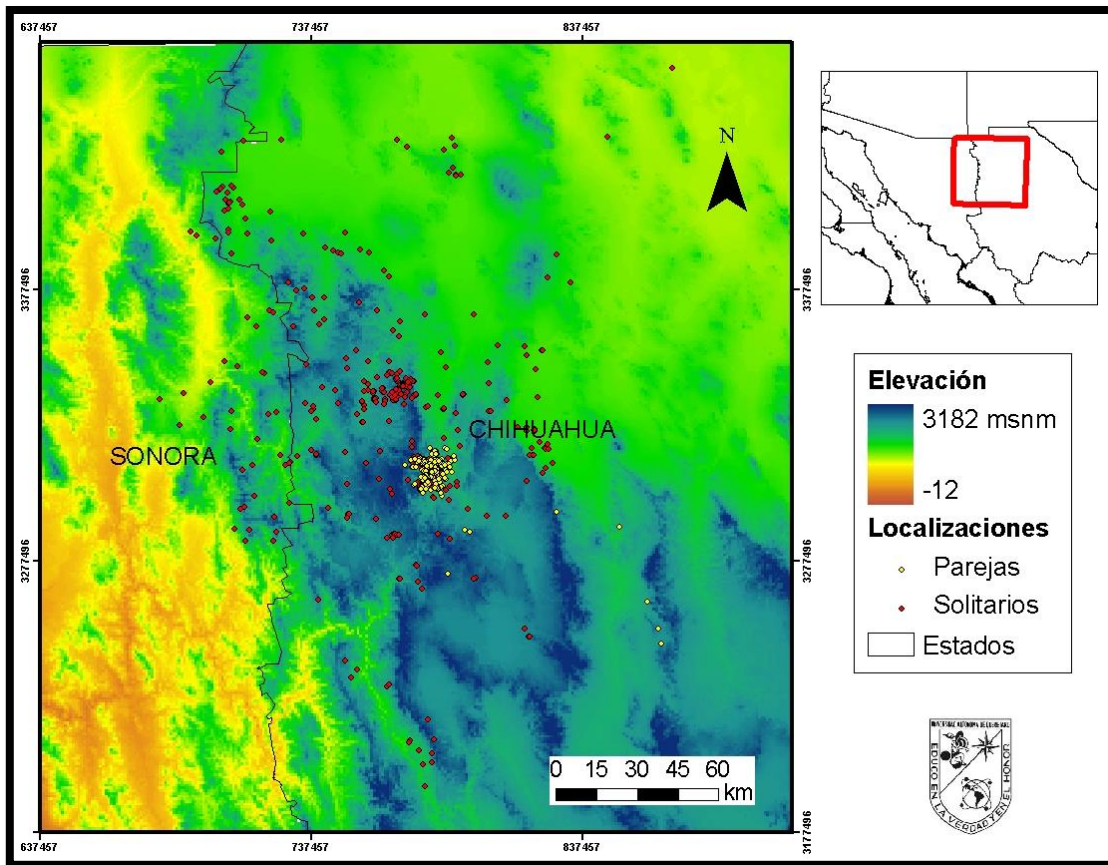 637457 737457 837457
N
3377496 3377496
Elevación
3182 msnm
-12
CHIHUAHUA
SONORA
Localizaciones
Parejas
Solitarios
Estados
3277496 3277496
0 15 30 45 60
km
3177496
637457 737457 837457
EDUCO EN LA VERDAD Y EN EL HONOR